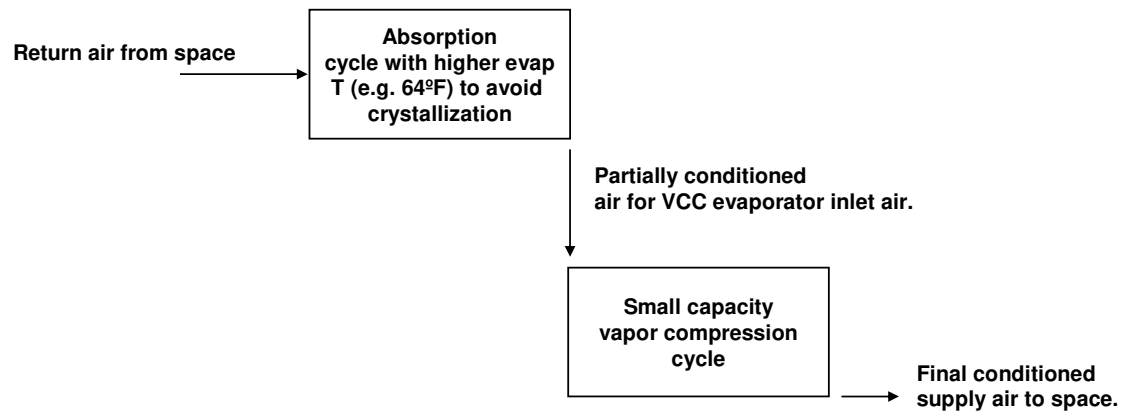 Return air from space
Absorption
cycle with higher evap
T (e.g. 64ºF) to avoid
crystallization
Partially conditioned
air for VCC evaporator inlet air.
Small capacity
vapor compression
cycle
Final conditioned
supply air to space.